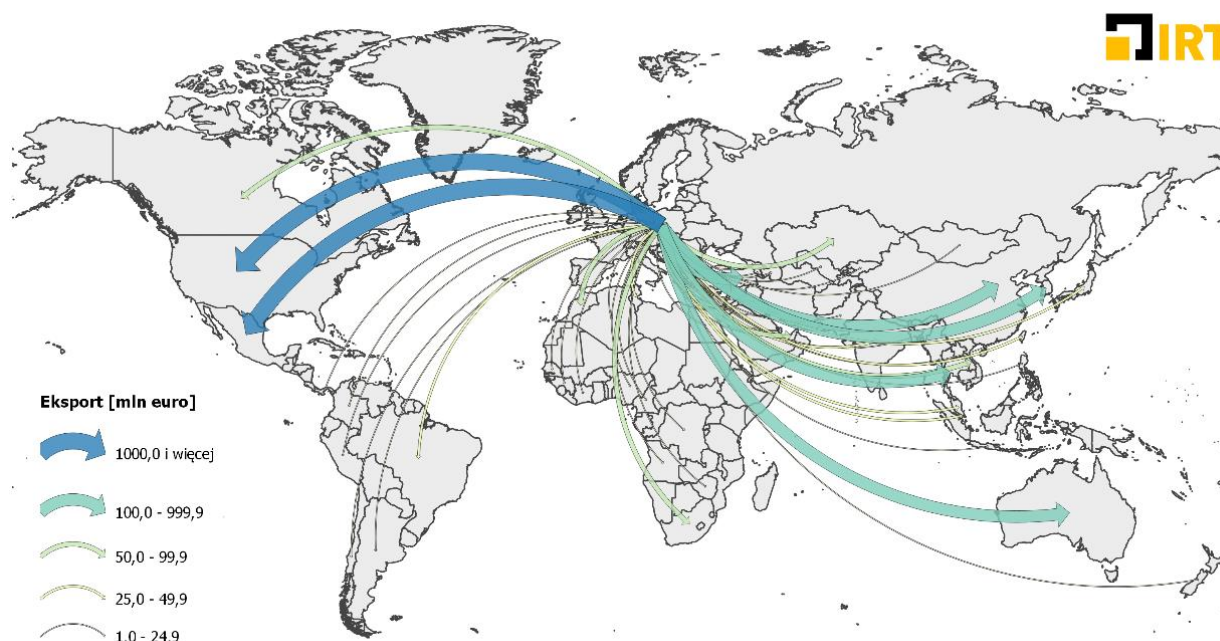 IRT
Eksport [mln euro]
1000,0 i więcej
100,0 - 999,9
50,0 - 99,9
25,0 - 49,9
1,0 - 24,9